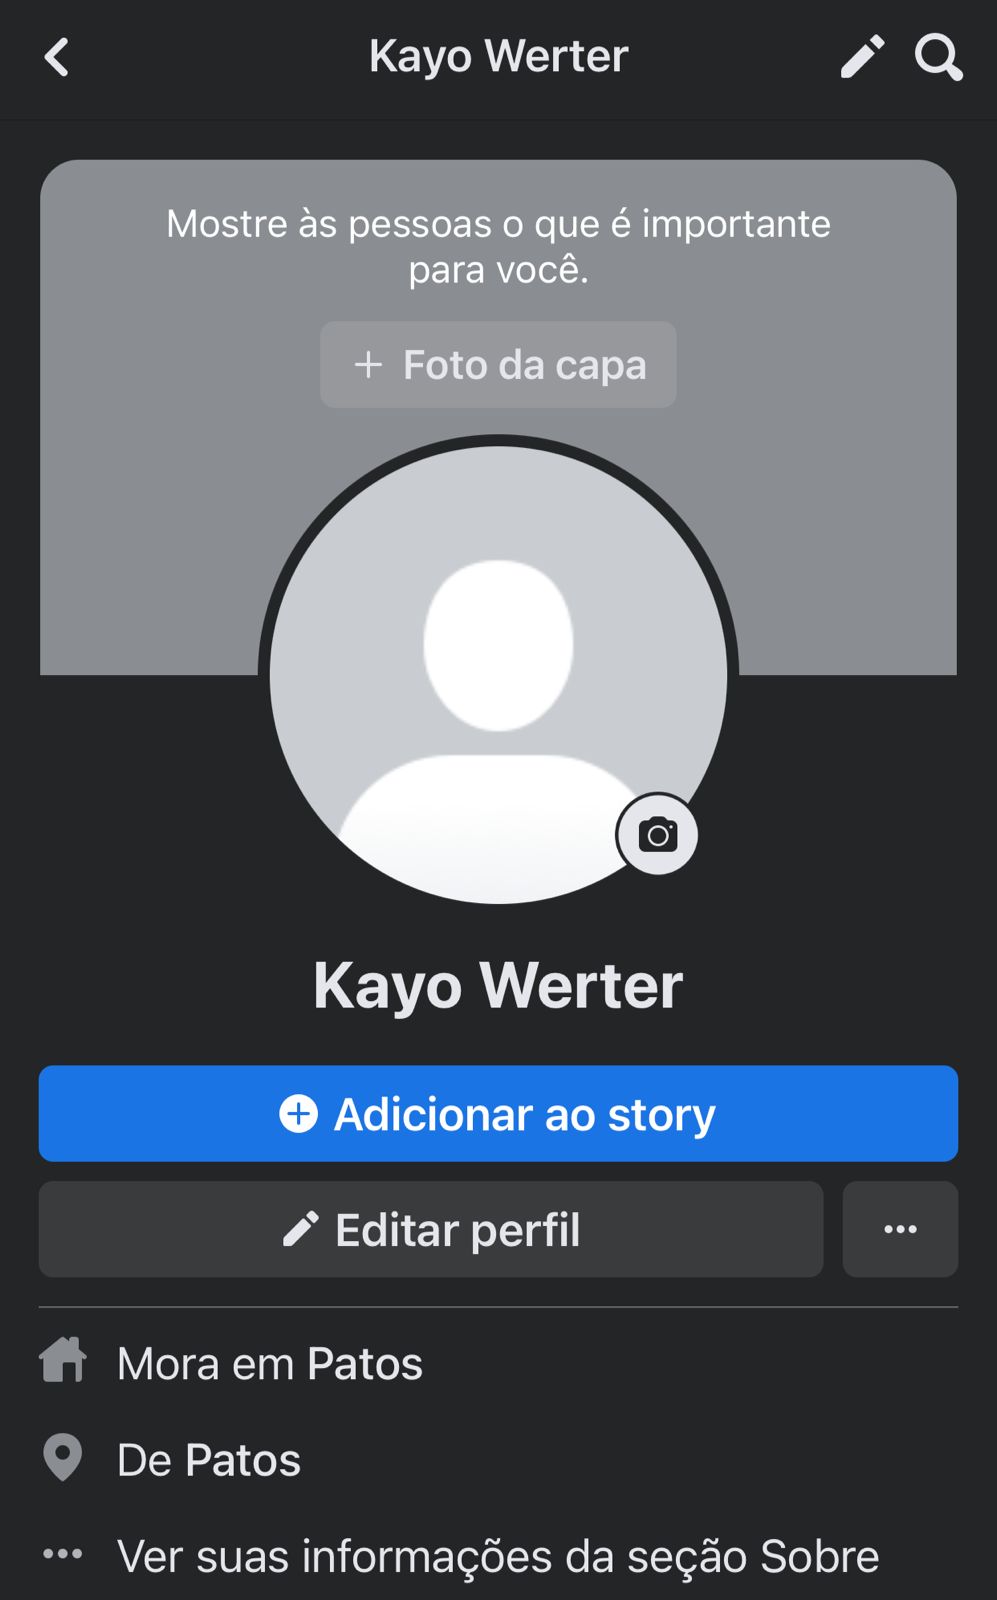 Kayo Werter
Mostre às pessoas o que é importante
para você.
+ Foto da capa
Kayo Werter
Adicionar ao story
Editar perfil
Mora em Patos
De Patos
Ver suas informações da seção Sobre